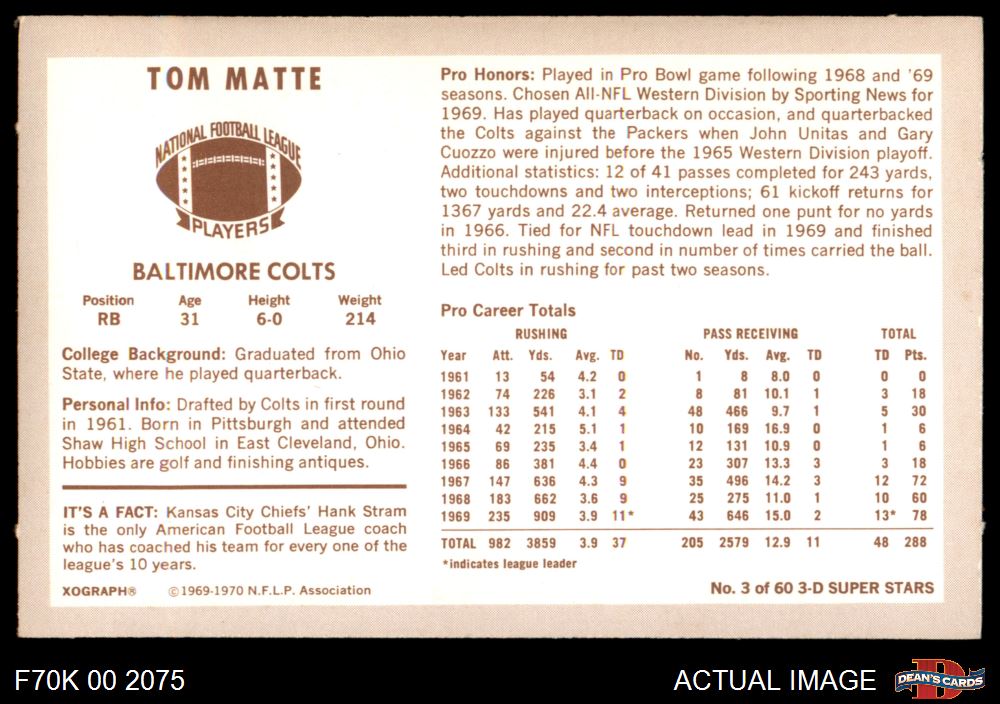 TOM MATTE
NATIONAL FOOTBALL LEAGUE
PLAYERS
BALTIMORE COLTS
Position Age Height Weight
RB 31 6-0 214
College Background: Graduated from Ohio
State, where he played quarterback.
Personal Info: Drafted by Colts in first round
in 1961. Born in Pittsburgh and attended
Shaw High School in East Cleveland, Ohio.
Hobbies are golf and finishing antiques.
IT'S A FACT: Kansas City Chiefs' Hank Stram
is the only American Football League coach
who has coached his team for every one of the
league's 10 years.
XOGRAPH® ©1969-1970 N.F.L.P. Association
Pro Honors: Played in Pro Bowl game following 1968 and '69
seasons. Chosen All-NFL Western Division by Sporting News for
1969. Has played quarterback on occasion, and quarterbacked
the Colts against the Packers when John Unitas and Gary
Cuozzo were injured before the 1965 Western Division playoff.
Additional statistics: 12 of 41 passes completed for 243 yards,
two touchdowns and two interceptions; 61 kickoff returns for
1367 yards and 22.4 average. Returned one punt for no yards
in 1966. Tied for NFL touchdown lead in 1969 and finished
third in rushing and second in number of times carried the ball.
Led Colts in rushing for past two seasons.
Pro Career Totals
RUSHING PASS RECEIVING TOTAL
Year Att. Yds. Avg. TD No. Yds. Avg. TD TD Pts.
1961 13 54 4.2 0 1 8 8.0 0 0 0
1962 74 226 3.1 2 8 81 10.1 1 3 18
1963 133 541 4.1 4 48 466 9.7 1 5 30
1964 42 215 5.1 1 10 169 16.9 0 1 6
1965 69 235 3.4 1 12 131 10.9 0 1 6
1966 86 381 4.4 0 23 307 13.3 3 3 18
1967 147 636 4.3 9 35 496 14.2 3 12 72
1968 183 662 3.6 9 25 275 11.0 1 10 60
1969 235 909 3.9 11* 43 646 15.0 2 13* 78
TOTAL 982 3859 3.9 37 205 2579 12.9 11 48 288
*indicates league leader
No. 3 of 60 3-D SUPER STARS
F70K 00 2075
ACTUAL IMAGE
D
DEAN'S CARDS